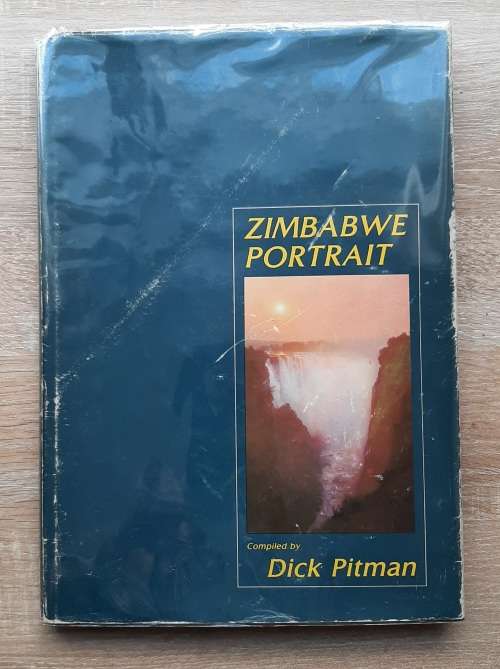 ZIMBABWE
PORTRAIT
Compiled by
Dick Pitman